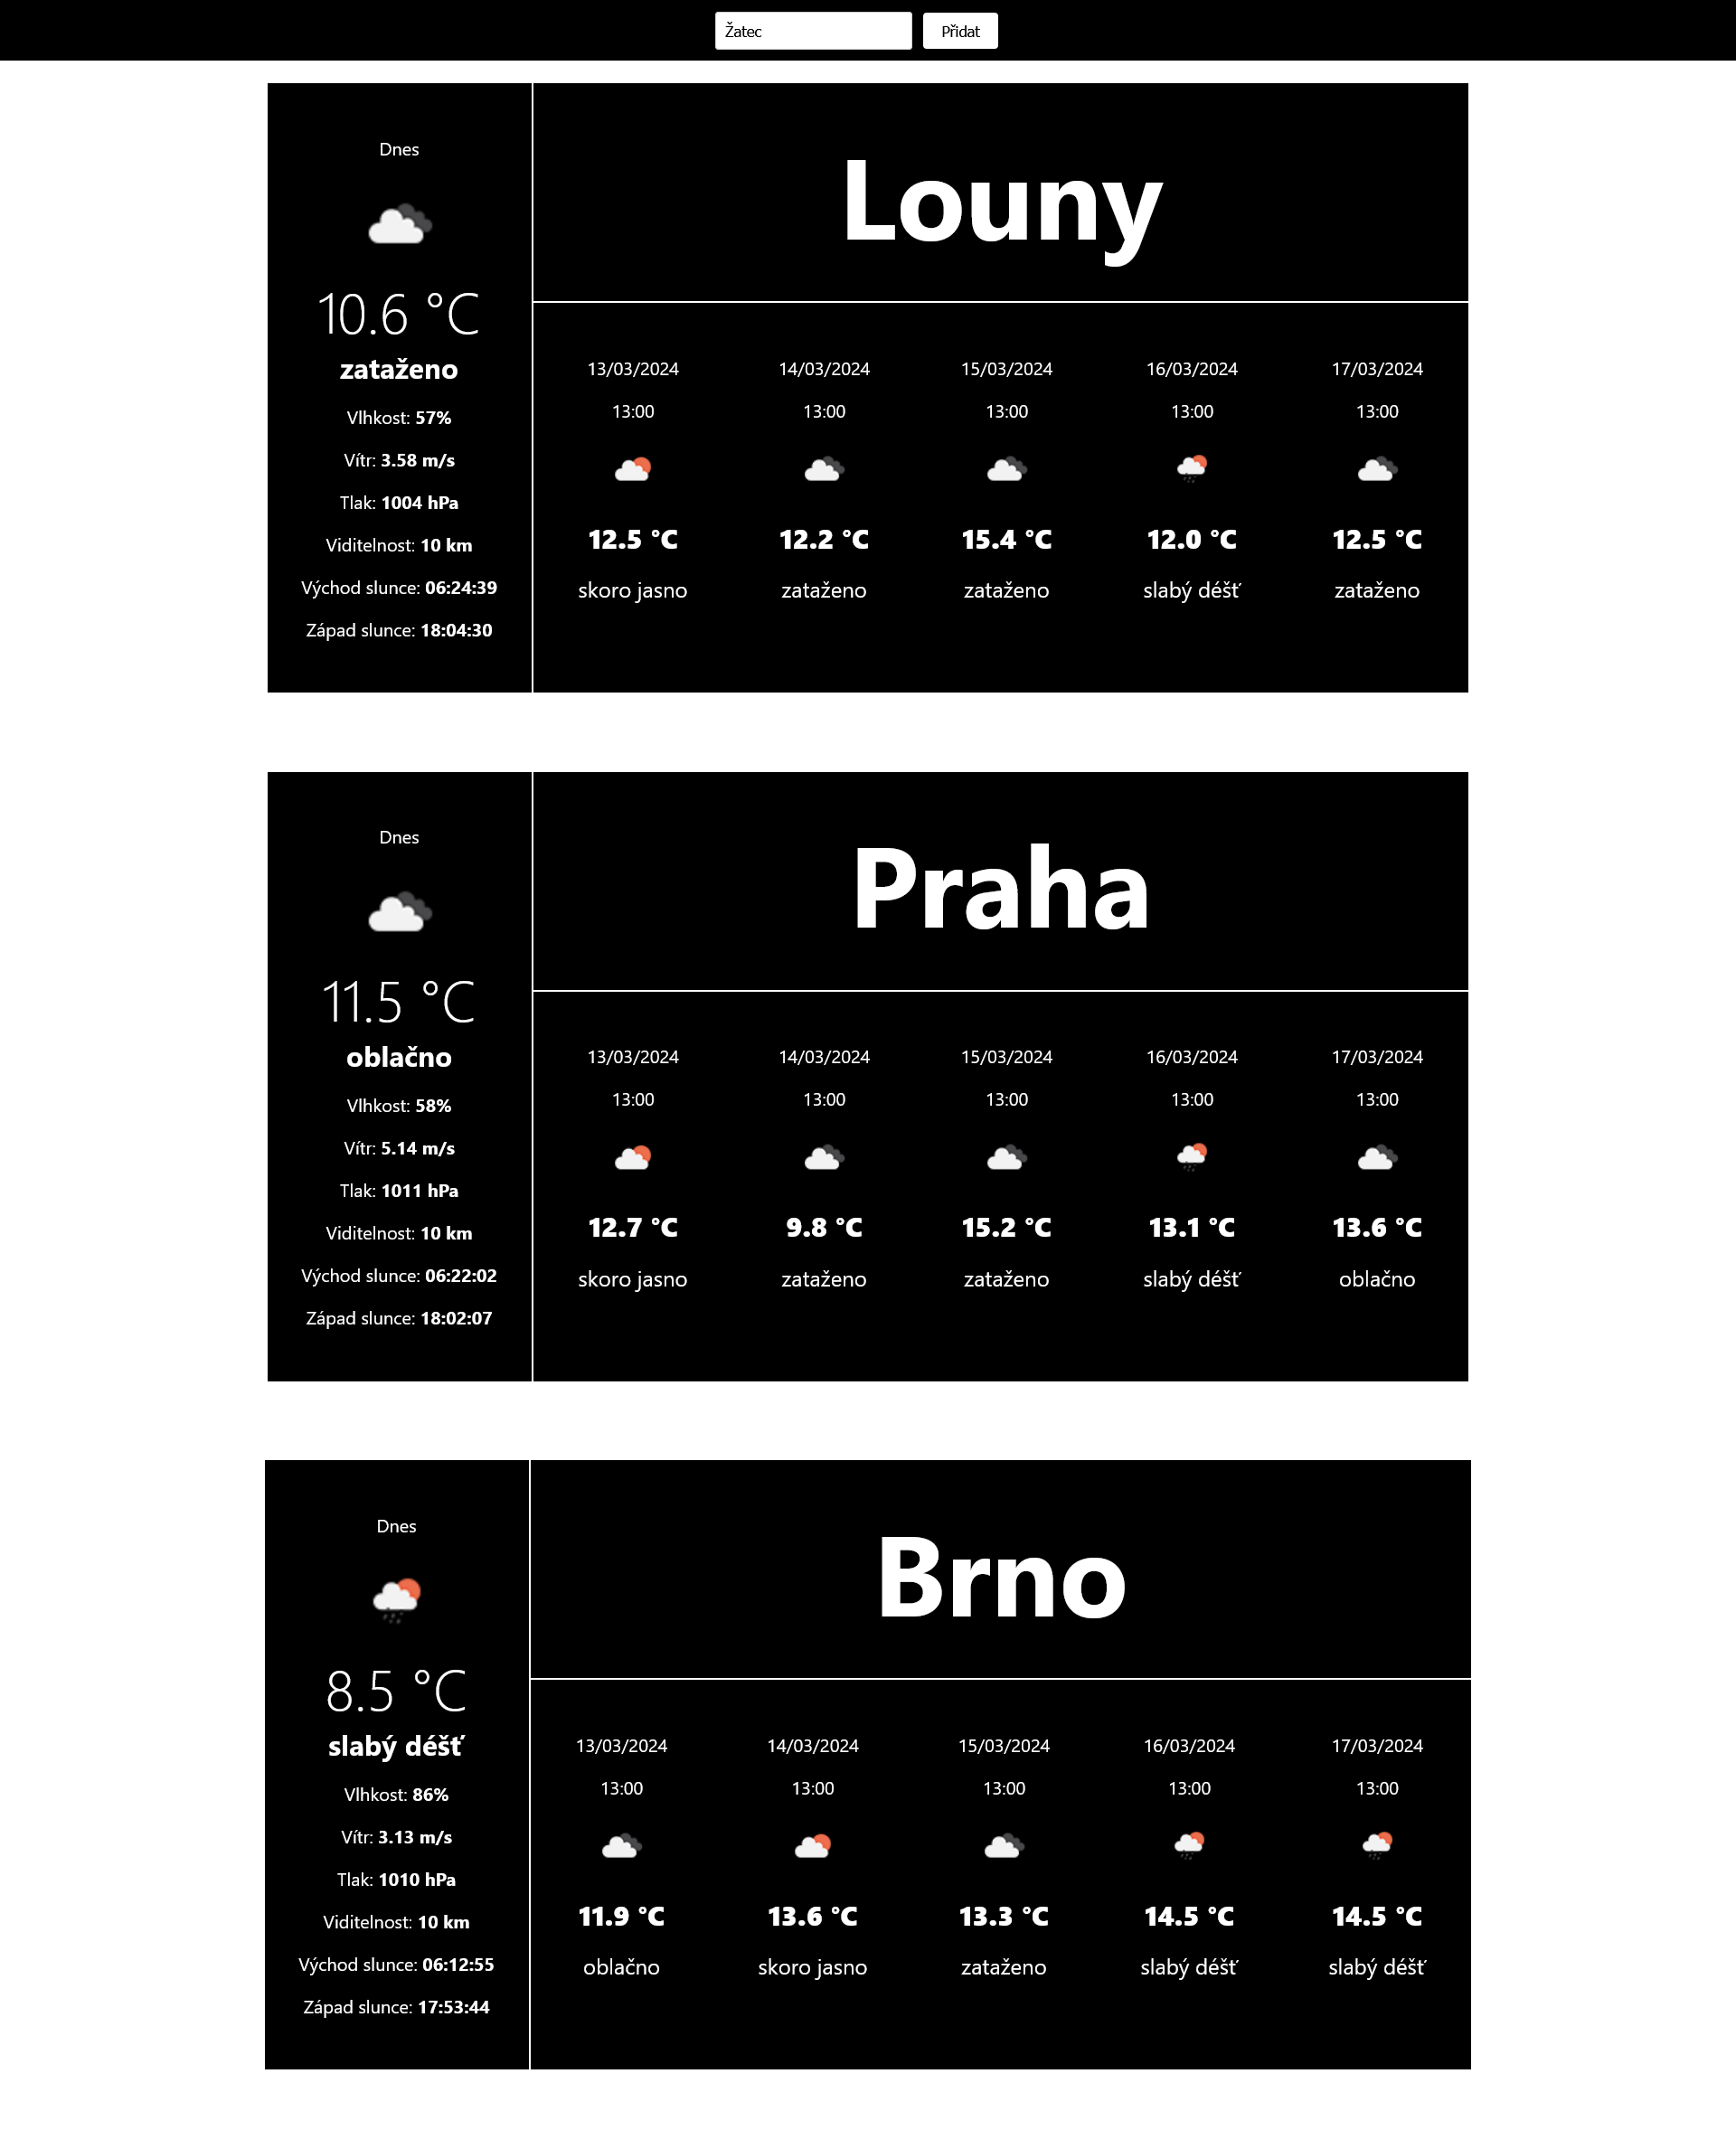 Žatec Přidat
Dnes
10.6 °C
zataženo
Vlhkost: 57%
Vítr: 3.58 m/s
Tlak: 1004 hPa
Viditelnost: 10 km
Východ slunce: 06:24:39
Západ slunce: 18:04:30
Louny
13/03/2024 14/03/2024 15/03/2024 16/03/2024 17/03/2024
13:00 13:00 13:00 13:00 13:00
12.5 °C 12.2 °C 15.4 °C 12.0 °C 12.5 °C
skoro jasno zataženo zataženo slabý déšť zataženo
Dnes
11.5 °C
oblačno
Vlhkost: 58%
Vítr: 5.14 m/s
Tlak: 1011 hPa
Viditelnost: 10 km
Východ slunce: 06:22:02
Západ slunce: 18:02:07
Praha
13/03/2024 14/03/2024 15/03/2024 16/03/2024 17/03/2024
13:00 13:00 13:00 13:00 13:00
12.7 °C 9.8 °C 15.2 °C 13.1 °C 13.6 °C
skoro jasno zataženo zataženo slabý déšť oblačno
Dnes
8.5 °C
slabý déšť
Vlhkost: 86%
Vítr: 3.13 m/s
Tlak: 1010 hPa
Viditelnost: 10 km
Východ slunce: 06:12:55
Západ slunce: 17:53:44
Brno
13/03/2024 14/03/2024 15/03/2024 16/03/2024 17/03/2024
13:00 13:00 13:00 13:00 13:00
11.9 °C 13.6 °C 13.3 °C 14.5 °C 14.5 °C
oblačno skoro jasno zataženo slabý déšť slabý déšť